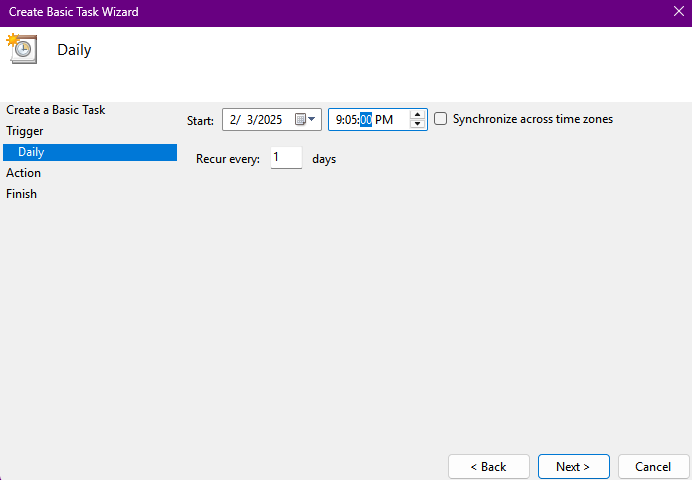 Create Basic Task Wizard
Daily
Create a Basic Task
Trigger
Daily
Action
Finish
Start: 2/ 3/2025 9:05:00 PM Synchronize across time zones
Recur every: 1 days
< Back Next > Cancel